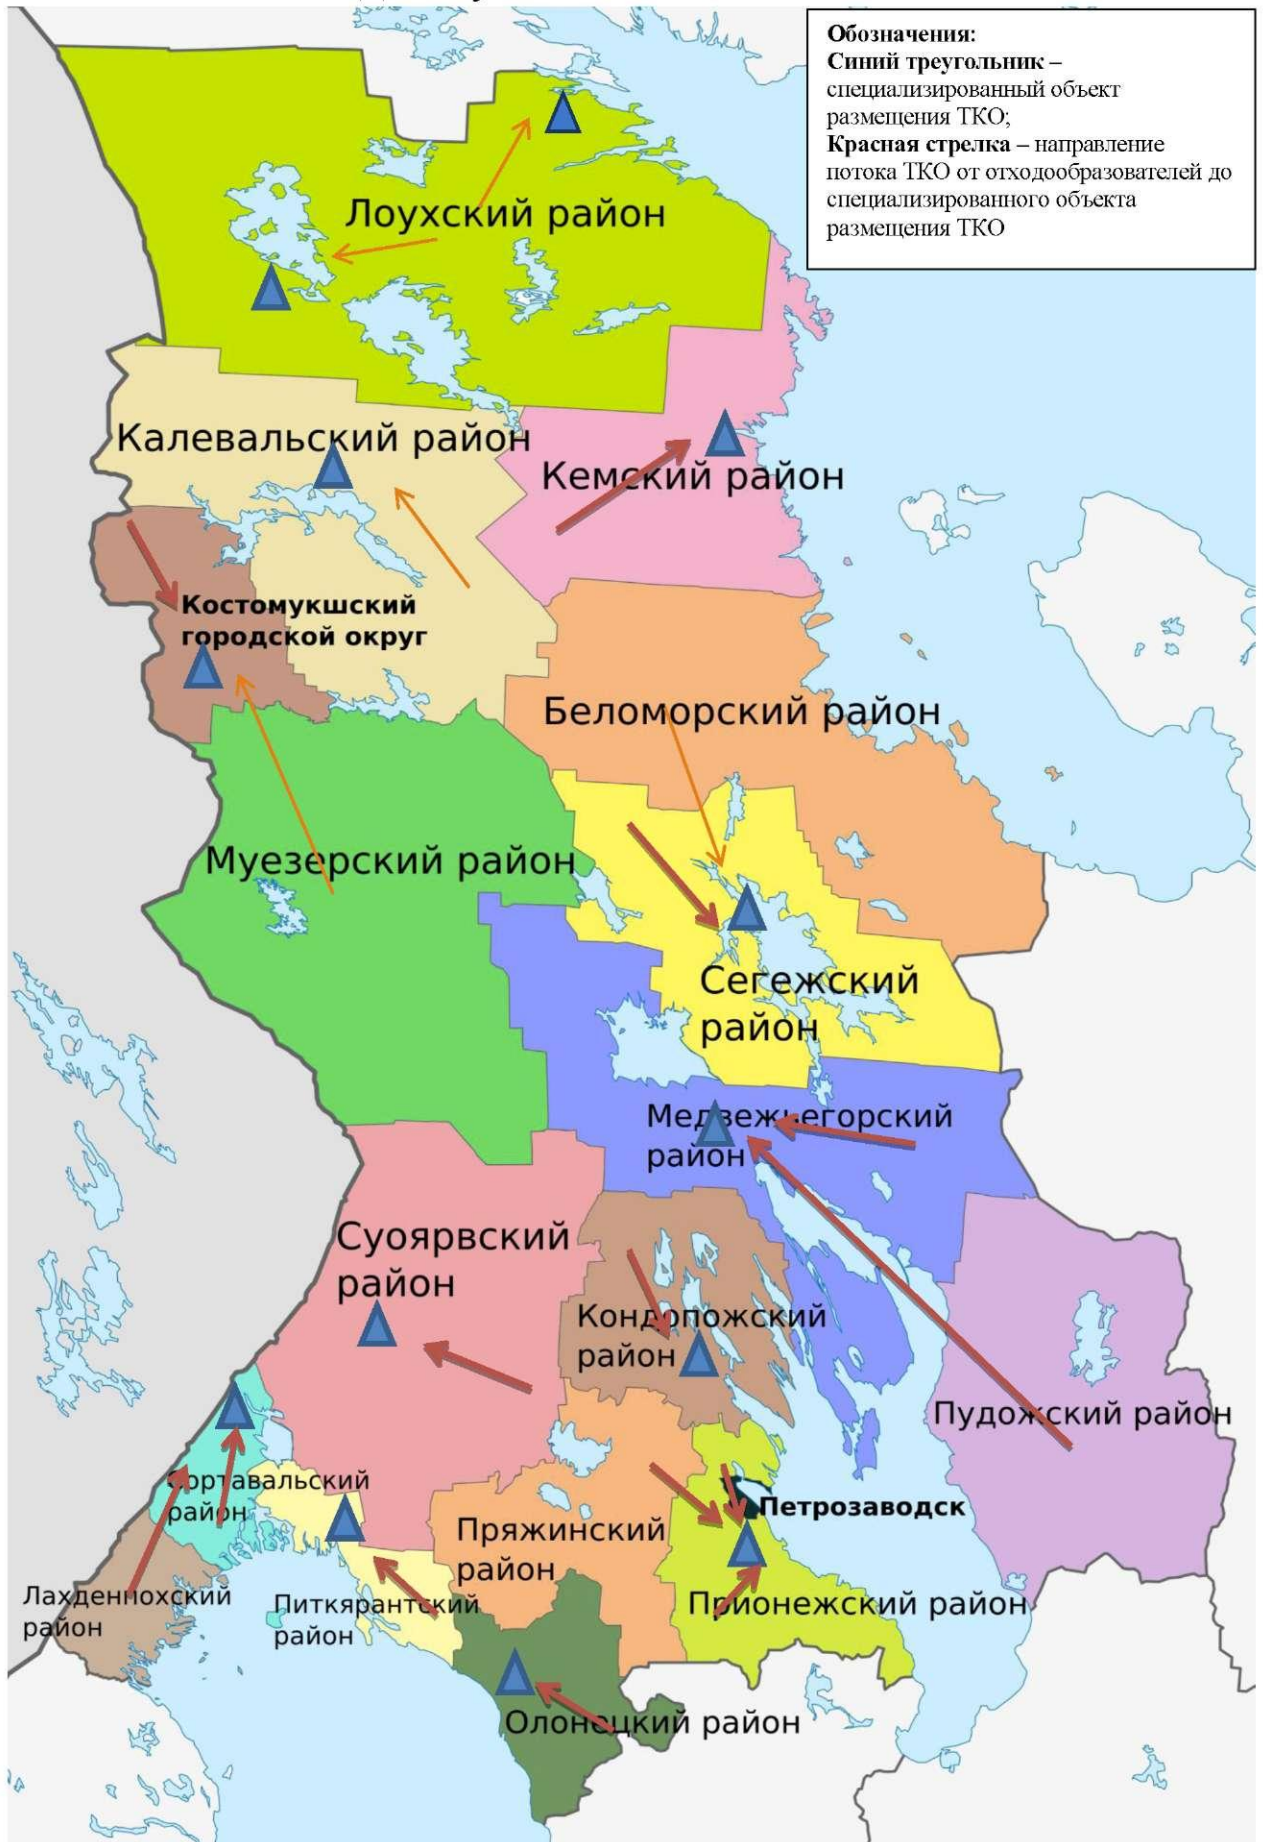 Обозначения:
Синий треугольник –
специализированный объект
размещения ТКО;
Красная стрелка – направление
потока ТКО от отходообразователей до
специализированного объекта
размещения ТКО
Лоухский район
Калевальский район
Кемский район
Костомукшский
городской округ
Беломорский район
Муезерский район
Сегежский
район
Медвежьегорский
район
Суоярвский
район
Кондопожский
район
Пудожский район
Сортавальский
район
Петрозаводск
Пряжинский
район
Лахденпохский
район
Питкярантский
район
Прионежский район
Олонецкий район